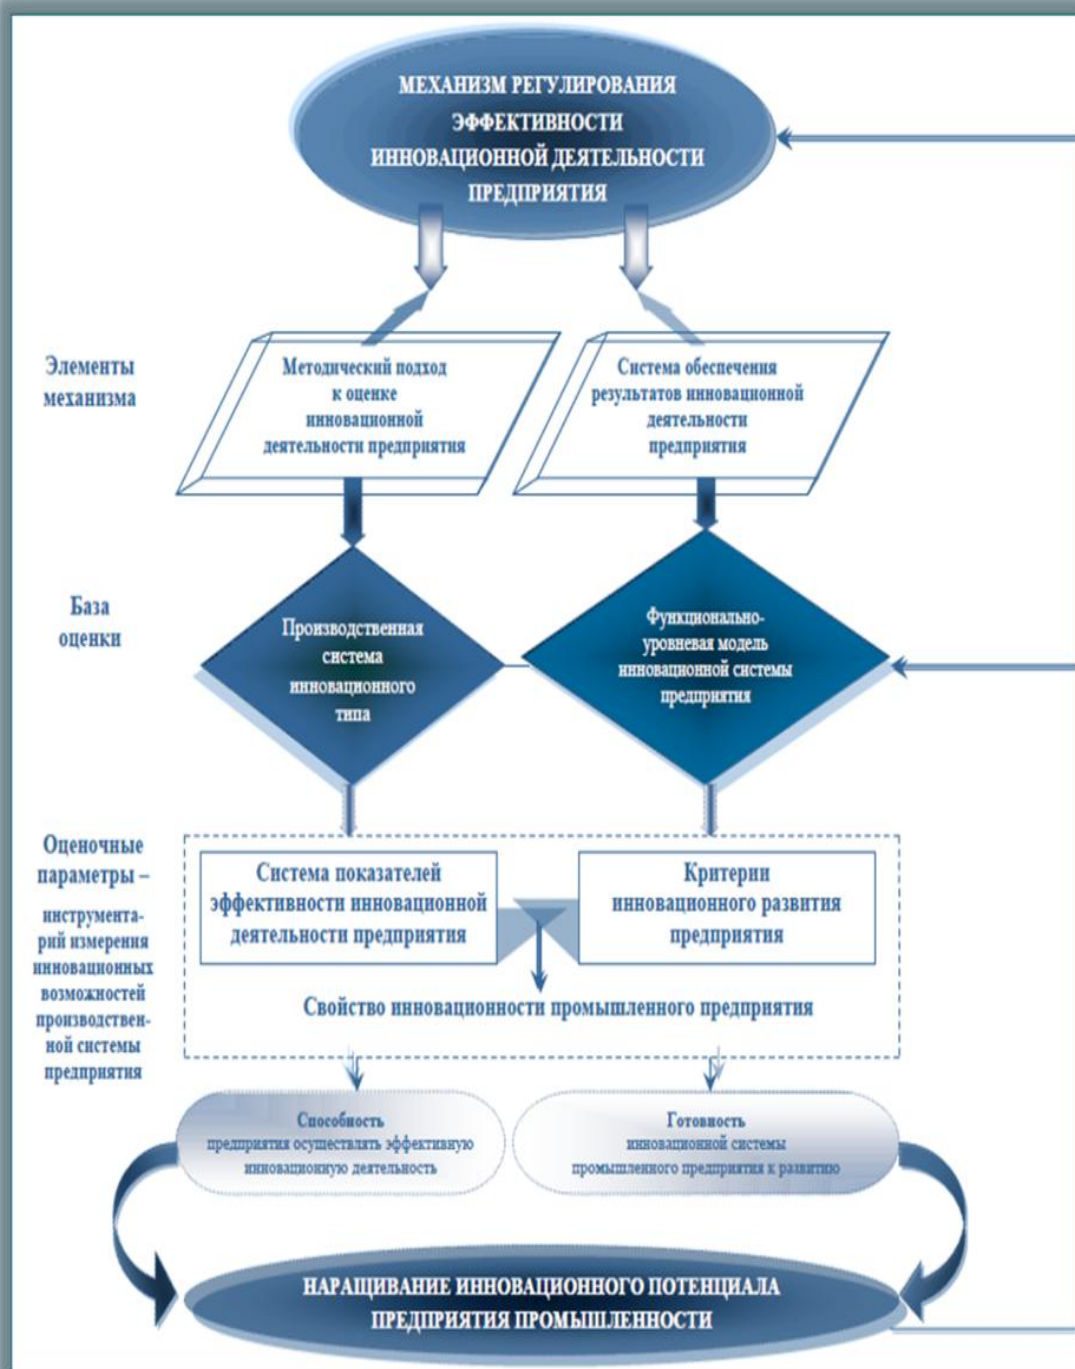 МЕХАНИЗМ РЕГУЛИРОВАНИЯ
ЭФФЕКТИВНОСТИ
ИННОВАЦИОННОЙ ДЕЯТЕЛЬНОСТИ
ПРЕДПРИЯТИЯ
Элементы
механизма
Методический подход
к оценке
инновационной
деятельности предприятия
Система обеспечения
результатов инновационной
деятельности
предприятия
База
оценки
Производственная
система
инновационного
типа
Функционально-
уровневая модель
инновационной системы
предприятия
Оценочные
параметры –
инструмента-
рий измерения
инновационных
возможностей
производствен-
ной системы
предприятия
Система показателей
эффективности инновационной
деятельности предприятия
Критерии
инновационного развития
предприятия
Свойство инновационности промышленного предприятия
Способность
предприятия осуществлять эффективную
инновационную деятельность
Готовность
инновационной системы
промышленного предприятия к развитию
НАРАЩИВАНИЕ ИННОВАЦИОННОГО ПОТЕНЦИАЛА
ПРЕДПРИЯТИЯ ПРОМЫШЛЕННОСТИ